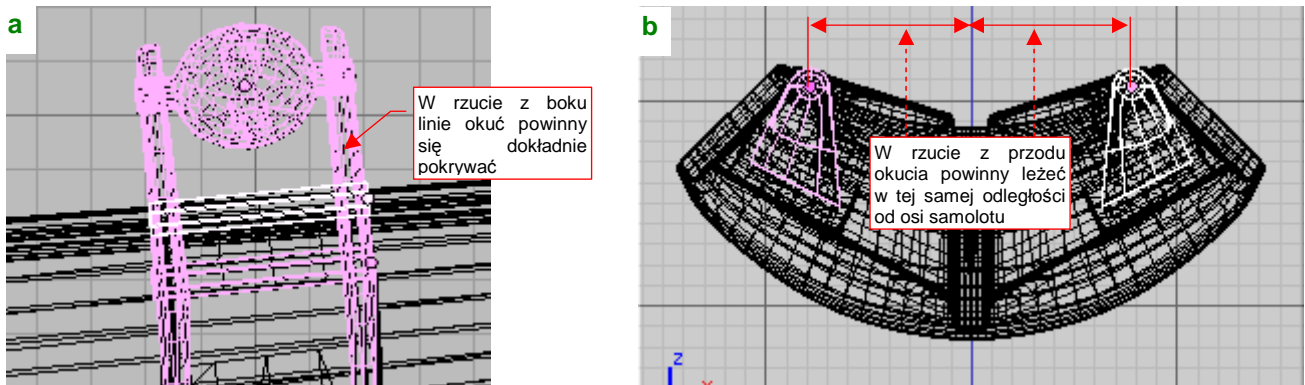 a
W rzucie z boku
linie okuć powinny
się dokładnie
pokrywać
b
W rzucie z przodu
okucia powinny leżeć
w tej samej odległości
od osi samolotu
z
x